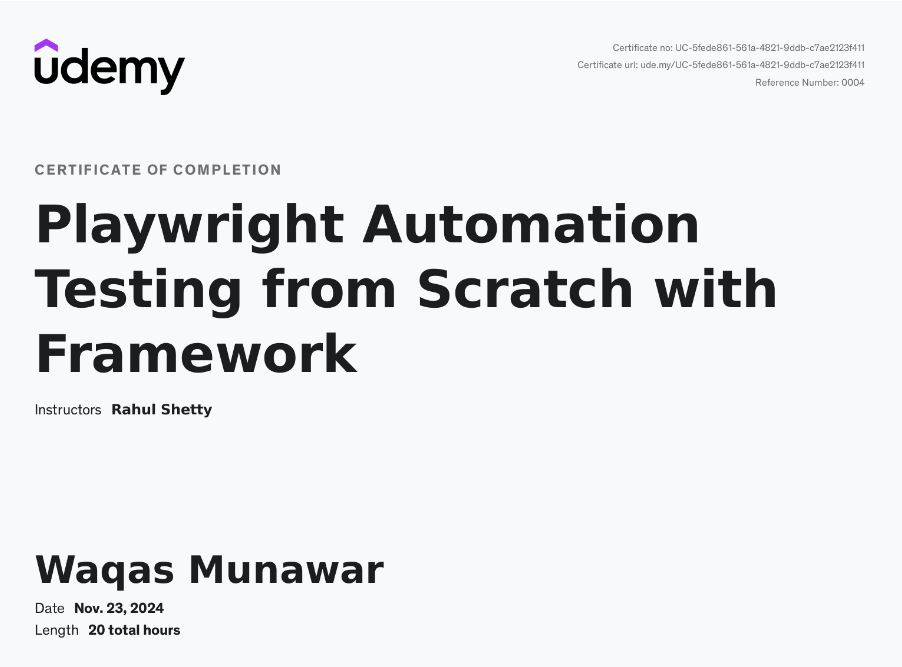 udemy
Certificate no: UC-5fede861-561a-4821-9ddb-c7ae2123f411
Certificate url: ude.my/UC-5fede861-561a-4821-9ddb-c7ae2123f411
Reference Number: 0004
CERTIFICATE OF COMPLETION
Playwright Automation
Testing from Scratch with
Framework
Instructors Rahul Shetty
Waqas Munawar
Date Nov. 23, 2024
Length 20 total hours